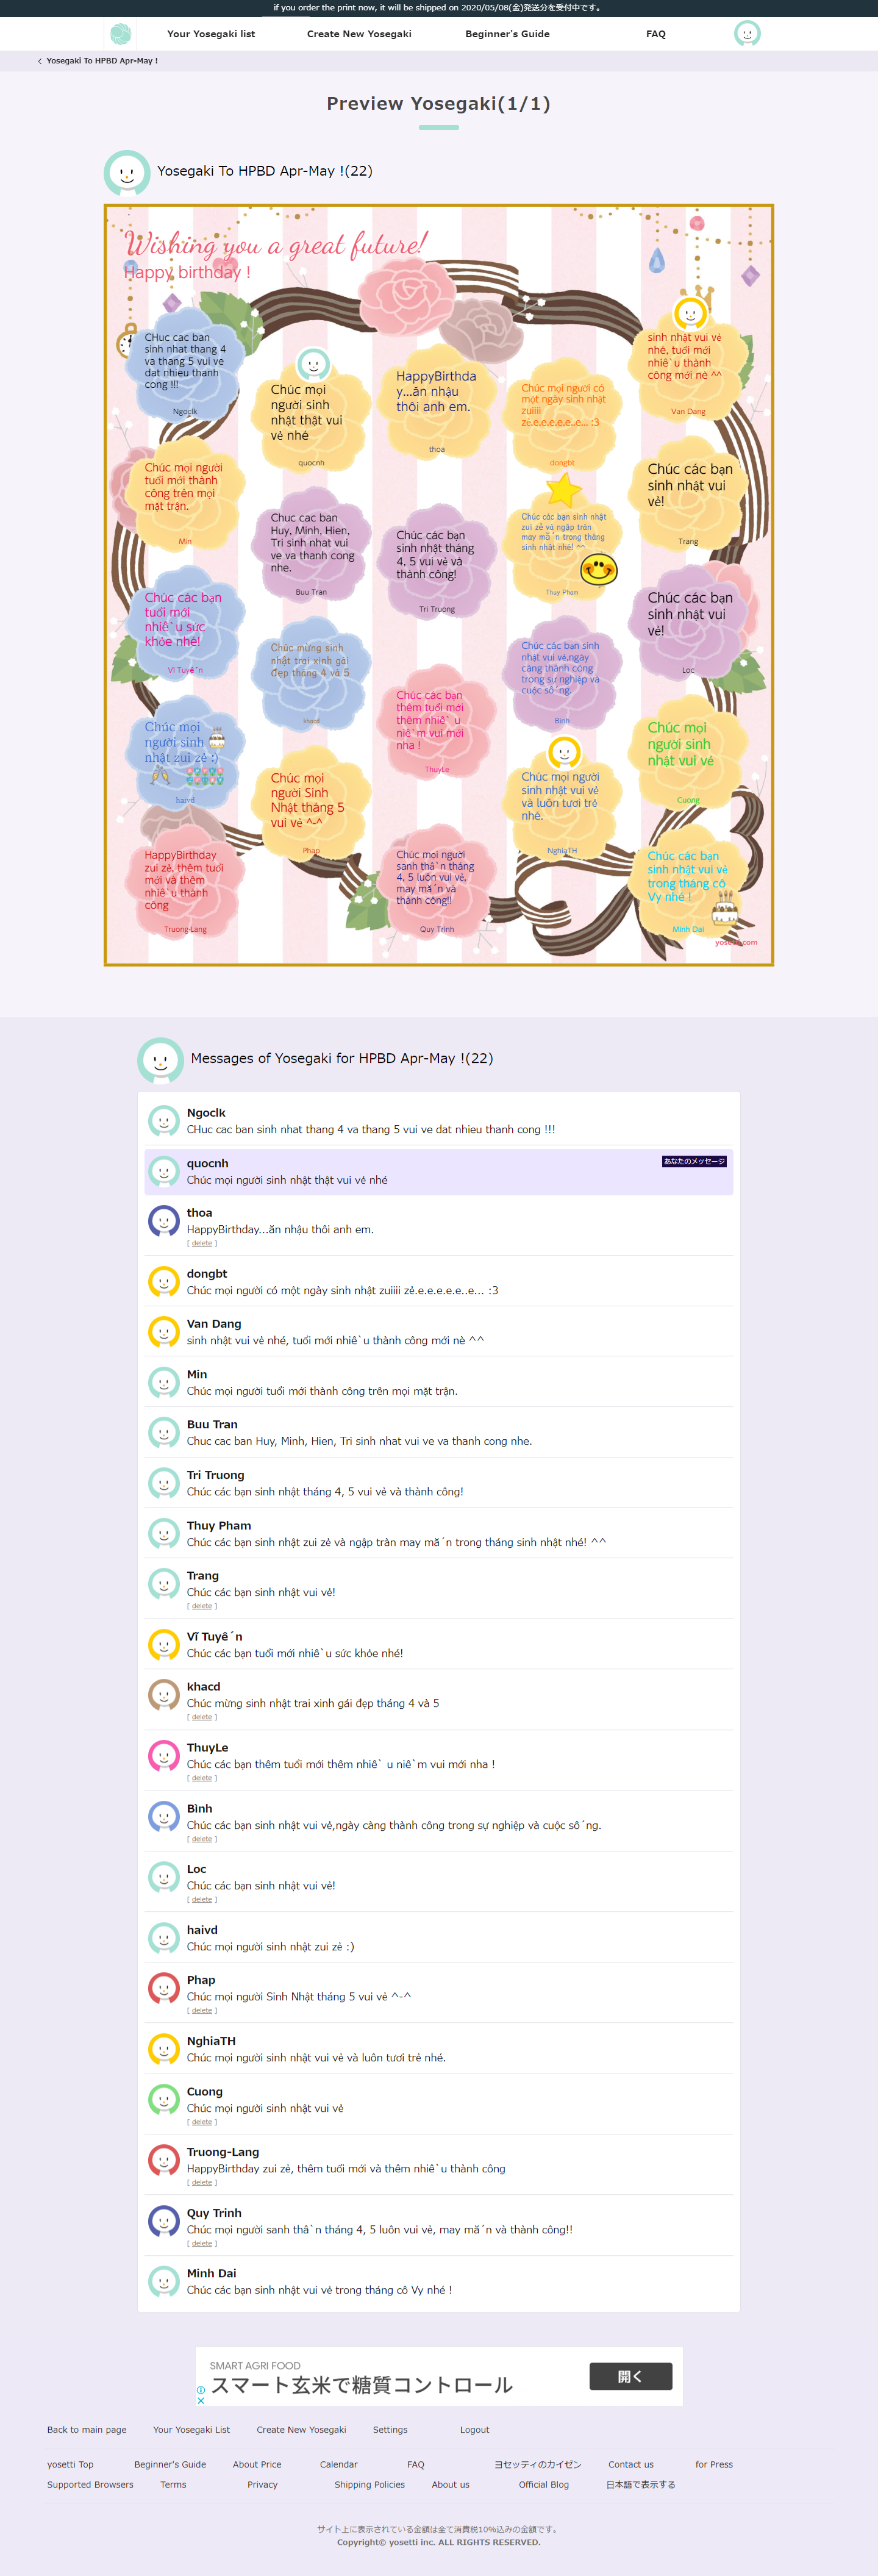 if you order the print now, it will be shipped on 2020/05/08(金)発送分を受付中です。
Your Yosegaki list
Create New Yosegaki
Beginner's Guide
FAQ
Yosegaki To HPBD Apr-May !
Preview Yosegaki(1/1)
Yosegaki To HPBD Apr-May !(22)
Wishing you a great future!
Happy birthday !
CHuc cac ban
sinh nhat thang 4
va thang 5 vui ve
dat nhieu thanh
cong !!!
Ngoclk
Chúc mọi
người sinh
nhật thật vui
vẻ nhé
quocnh
HappyBirthda
y...ăn nhậu
thôi anh em.
thoa
Chúc mọi người có
một ngày sinh nhật
zuiiii
zẻ.e.e.e.e.e..e... :3
dongbt
sinh nhật vui vẻ
nhé, tuổi mới
nhiê`u thành
công mới nè ^^
Van Dang
Chúc mọi người
tuổi mới thành
công trên mọi
mặt trận.
Min
Chuc cac ban
Huy, Minh, Hien,
Tri sinh nhat vui
ve va thanh cong
nhe.
Buu Tran
Chúc các bạn
sinh nhật tháng
4, 5 vui vẻ và
thành công!
Tri Truong
Chúc các bạn sinh nhật
zui zẻ và ngập tràn
may mă´n trong tháng
sinh nhật nhé! ^^
Thuy Pham
Chúc các bạn
sinh nhật vui
vẻ!
Trang
Chúc các bạn
tuổi mới
nhiê`u sức
khỏe nhé!
Vĩ Tuyê´n
Chúc mừng sinh
nhật trai xinh gái
đẹp tháng 4 và 5
khacd
Chúc các bạn
thêm tuổi mới
thêm nhiê` u
niê`m vui mới
nha !
ThuyLe
Chúc các bạn sinh
nhật vui vẻ,ngày
càng thành công
trong sự nghiệp và
cuộc sô´ng.
Bình
Chúc các bạn
sinh nhật vui
vẻ!
Loc
Chúc mọi
người sinh
nhật zui zẻ :)
haivd
Chúc mọi
người Sinh
Nhật tháng 5
vui vẻ ^-^
Phap
Chúc mọi người
sinh nhật vui vẻ
và luôn tươi trẻ
nhé.
NghiaTH
Chúc mọi
người sinh
nhật vui vẻ
Cuong
HappyBirthday
zui zẻ, thêm tuổi
mới và thêm
nhiê`u thành
công
Truong-Lang
Chúc mọi người
sanh thâ`n tháng
4, 5 luôn vui vẻ,
may mă´n và
thành công!!
Quy Trinh
Chúc các bạn
sinh nhật vui vẻ
trong tháng cô
Vy nhé !
Minh Dai
Messages of Yosegaki for HPBD Apr-May !(22)
Ngoclk
CHuc cac ban sinh nhat thang 4 va thang 5 vui ve dat nhieu thanh cong !!!
quocnh
あなたのメッセージ
Chúc mọi người sinh nhật thật vui vẻ nhé
thoa
HappyBirthday...ăn nhậu thôi anh em.
[ delete ]
dongbt
Chúc mọi người có một ngày sinh nhật zuiiii zẻ.e.e.e.e.e..e... :3
Van Dang
sinh nhật vui vẻ nhé, tuổi mới nhiê`u thành công mới nè ^^
Min
Chúc mọi người tuổi mới thành công trên mọi mặt trận.
Buu Tran
Chuc cac ban Huy, Minh, Hien, Tri sinh nhat vui ve va thanh cong nhe.
Tri Truong
Chúc các bạn sinh nhật tháng 4, 5 vui vẻ và thành công!
Thuy Pham
Chúc các bạn sinh nhật zui zẻ và ngập tràn may mă´n trong tháng sinh nhật nhé! ^^
Trang
Chúc các bạn sinh nhật vui vẻ!
[ delete ]
Vĩ Tuyê´n
Chúc các bạn tuổi mới nhiê`u sức khỏe nhé!
khacd
Chúc mừng sinh nhật trai xinh gái đẹp tháng 4 và 5
[ delete ]
ThuyLe
Chúc các bạn thêm tuổi mới thêm nhiê` u niê`m vui mới nha !
[ delete ]
Bình
Chúc các bạn sinh nhật vui vẻ,ngày càng thành công trong sự nghiệp và cuộc sô´ng.
[ delete ]
Loc
Chúc các bạn sinh nhật vui vẻ!
[ delete ]
haivd
Chúc mọi người sinh nhật zui zẻ :)
Phap
Chúc mọi người Sinh Nhật tháng 5 vui vẻ ^-^
[ delete ]
NghiaTH
Chúc mọi người sinh nhật vui vẻ và luôn tươi trẻ nhé.
Cuong
Chúc mọi người sinh nhật vui vẻ
[ delete ]
Truong-Lang
HappyBirthday zui zẻ, thêm tuổi mới và thêm nhiê`u thành công
[ delete ]
Quy Trinh
Chúc mọi người sanh thâ`n tháng 4, 5 luôn vui vẻ, may mă´n và thành công!!
[ delete ]
Minh Dai
Chúc các bạn sinh nhật vui vẻ trong tháng cô Vy nhé !
SMART AGRI FOOD
スマート玄米で糖質コントロール
開く
Back to main page
Your Yosegaki List
Create New Yosegaki
Settings
Logout
yosetti Top
Beginner's Guide
About Price
Calendar
FAQ
ヨセッティのカイゼン
Contact us
for Press
Supported Browsers
Terms
Privacy
Shipping Policies
About us
Official Blog
日本語で表示する
サイト上に表示されている金額は全て消費税10%込みの金額です。
Copyright© yosetti inc. ALL RIGHTS RESERVED.